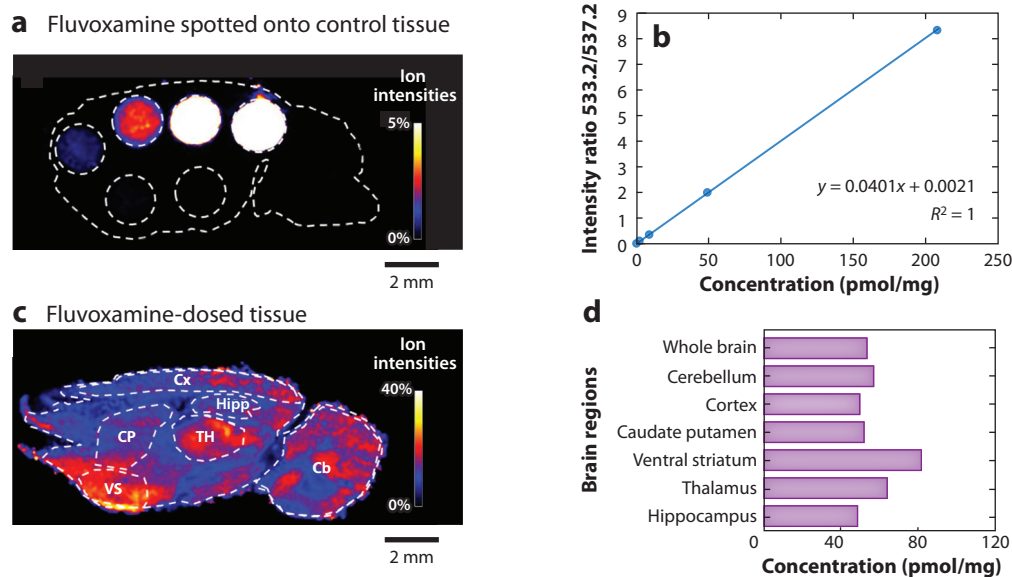 a Fluvoxamine spotted onto control tissue
Ion
intensities
5%
0%
2 mm
b
Intensity ratio 533.2/537.2
9
8
7
6
5
4
3
2
1
0
y = 0.0401x + 0.0021
R² = 1
0 50 100 150 200 250
Concentration (pmol/mg)
c Fluvoxamine-dosed tissue
Ion
intensities
40%
0%
Cx
Hipp
CP
TH
Cb
VS
2 mm
d
Brain regions
Whole brain
Cerebellum
Cortex
Caudate putamen
Ventral striatum
Thalamus
Hippocampus
0 40 80 120
Concentration (pmol/mg)